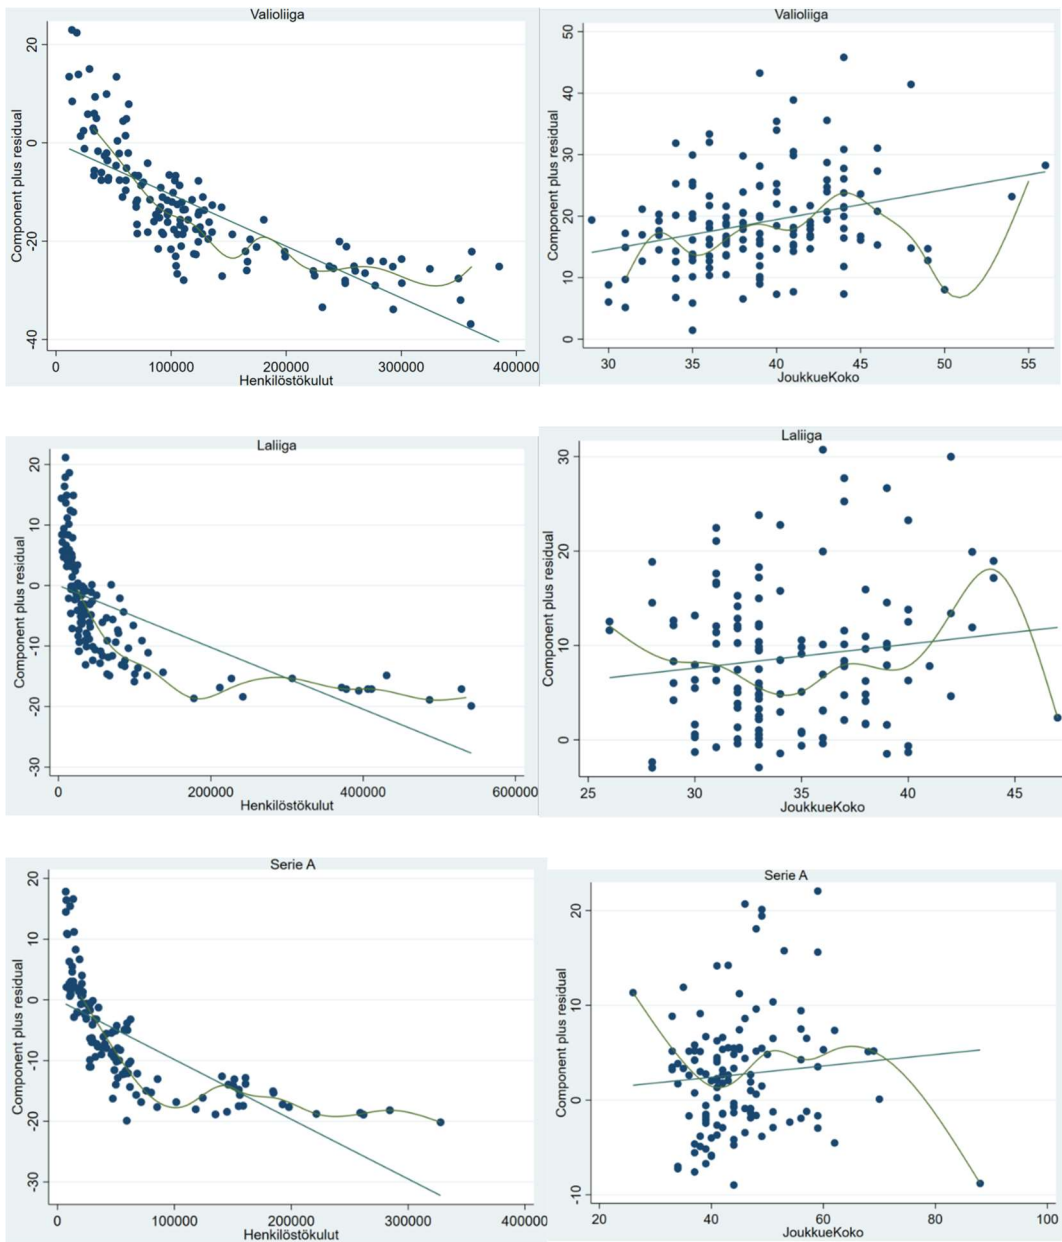 Valioliiga
Component plus residual
20
0
-20
-40
0 100000 200000 300000 400000
Henkilöstökulut
Valioliiga
Component plus residual
50
40
30
20
10
0
30 35 40 45 50 55
JoukkueKoko
Laliiga
Component plus residual
20
10
0
-10
-20
-30
0 200000 400000 600000
Henkilöstökulut
Laliiga
Component plus residual
30
20
10
0
25 30 35 40 45
JoukkueKoko
Serie A
Component plus residual
20
10
0
-10
-20
-30
0 100000 200000 300000 400000
Henkilöstökulut
Serie A
Component plus residual
20
10
0
-10
20 40 60 80 100
JoukkueKoko